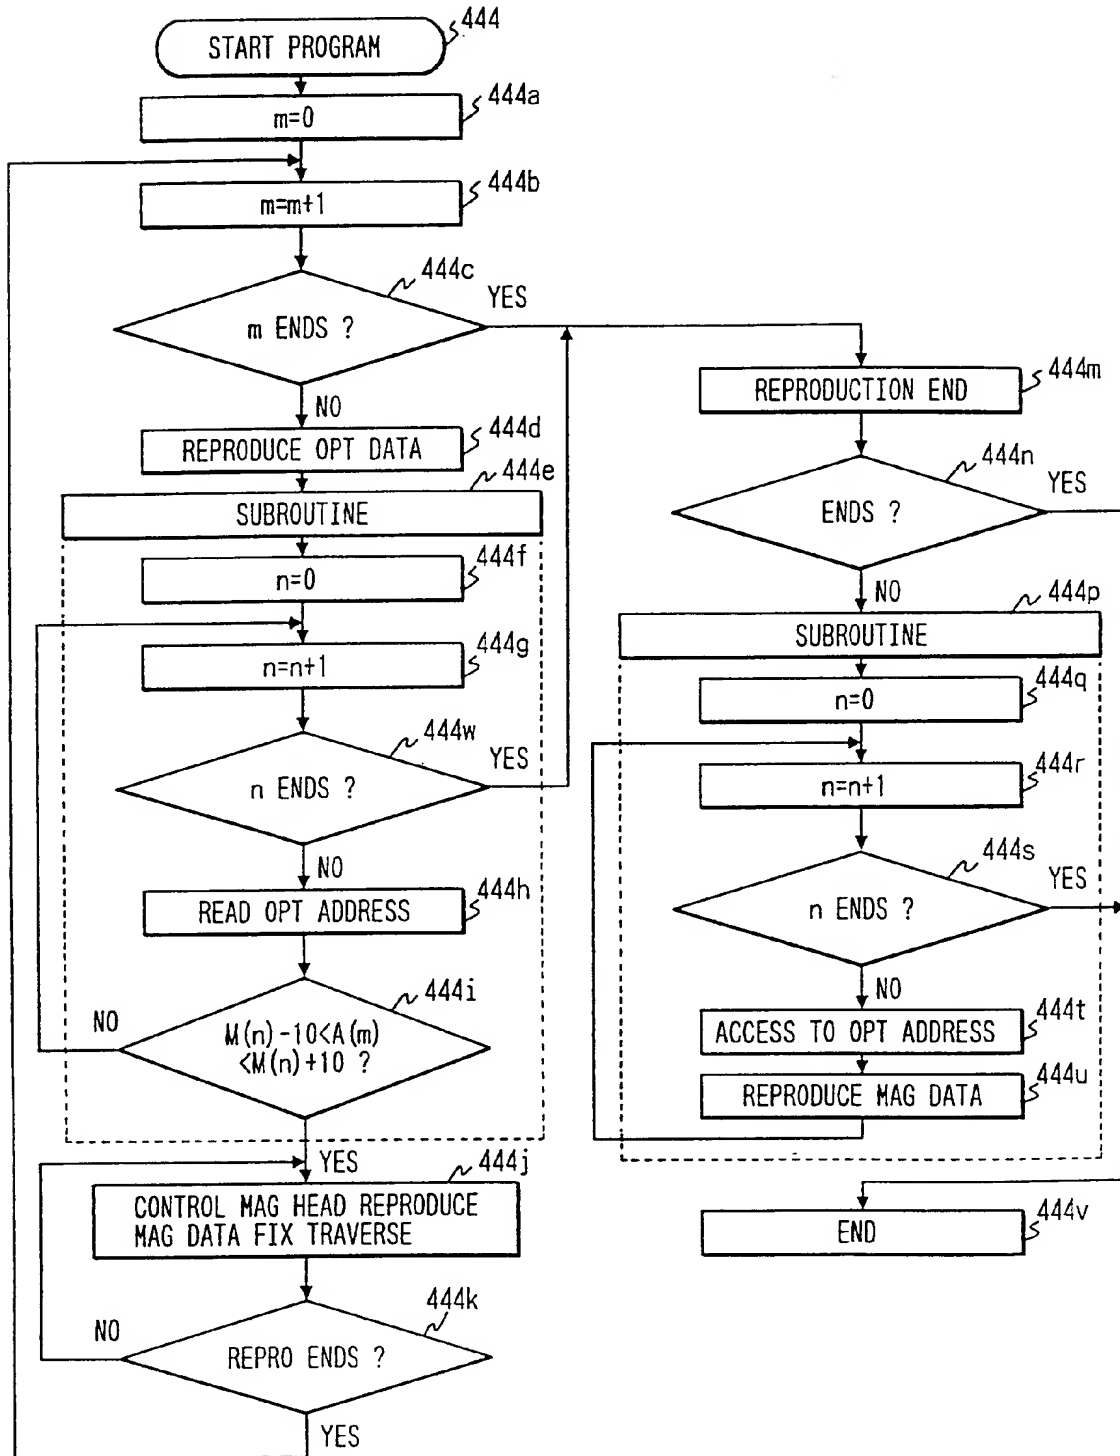 START PROGRAM
444
m=0
444a
m=m+1
444b
m ENDS ?
444c
YES
NO
REPRODUCE OPT DATA
444d
SUBROUTINE
444e
n=0
444f
n=n+1
444g
n ENDS ?
444w
YES
NO
READ OPT ADDRESS
444h
M(n)-10<A(m)
<M(n)+10 ?
444i
NO
YES
CONTROL MAG HEAD REPRODUCE
MAG DATA FIX TRAVERSE
444j
REPRO ENDS ?
444k
NO
YES
REPRODUCTION END
444m
ENDS ?
444n
YES
NO
SUBROUTINE
444p
n=0
444q
n=n+1
444r
n ENDS ?
444s
YES
NO
ACCESS TO OPT ADDRESS
444t
REPRODUCE MAG DATA
444u
END
444v